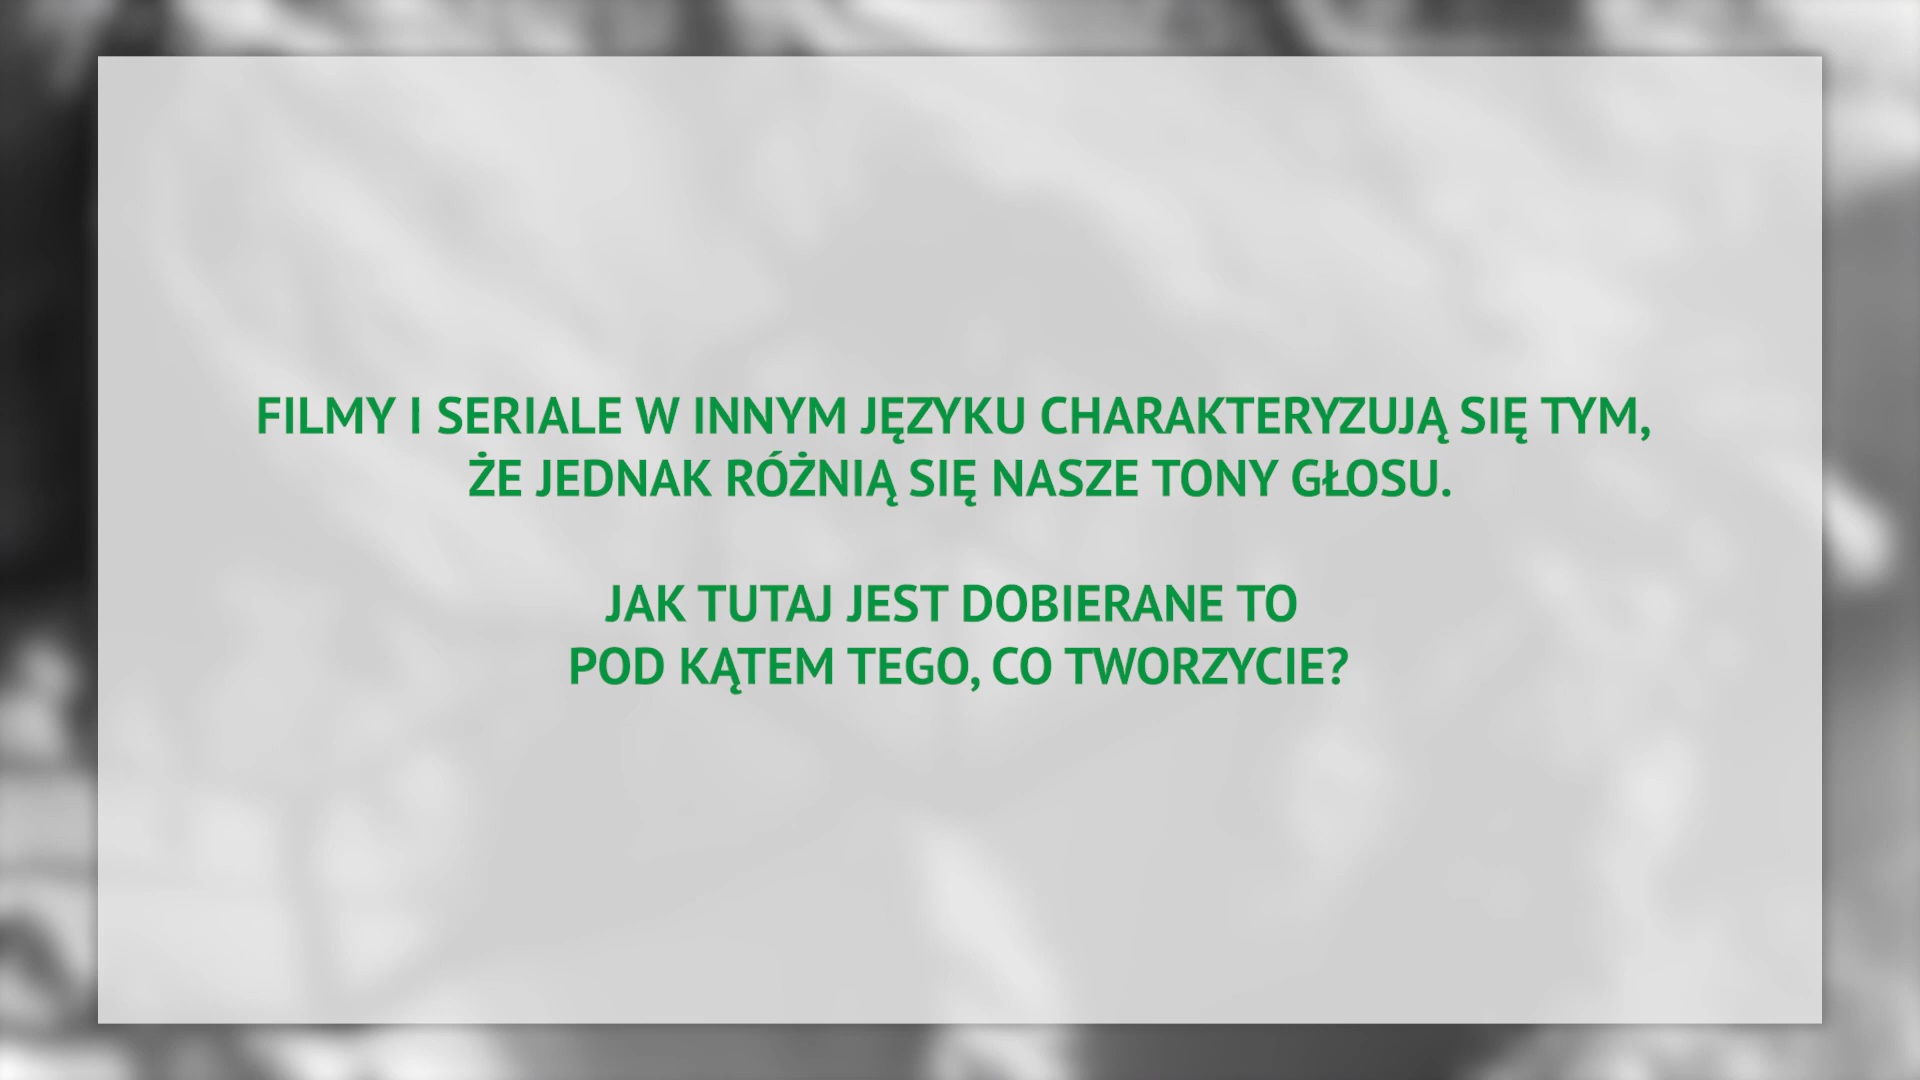 FILMY I SERIALE W INNYM JĘZYKU CHARAKTERYZUJĄ SIĘ TYM,
ŻE JEDNAK RÓŻNIĄ SIĘ NASZE TONY GŁOSU.
JAK TUTAJ JEST DOBIERANE TO
POD KĄTEM TEGO, CO TWORZYCIE?